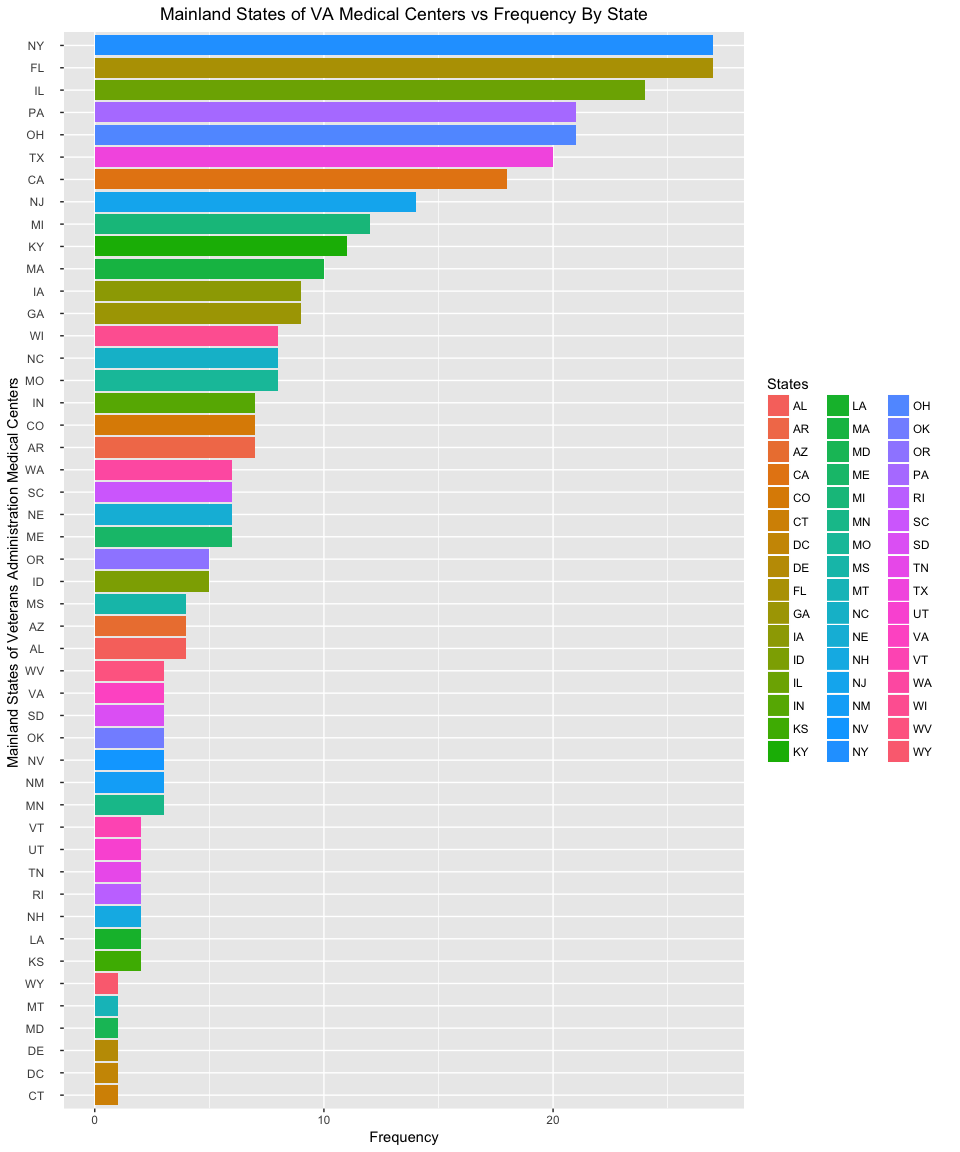 Mainland States of VA Medical Centers vs Frequency By State
Mainland States of Veterans Administration Medical Centers
NY
FL
IL
PA
OH
TX
CA
NJ
MI
KY
MA
IA
GA
WI
NC
MO
IN
CO
AR
WA
SC
NE
ME
OR
ID
MS
AZ
AL
WV
VA
SD
OK
NV
NM
MN
VT
UT
TN
RI
NH
LA
KS
WY
MT
MD
DE
DC
CT
0 10 20
Frequency
States
AL LA OH
AR MA OK
AZ MD OR
CA ME PA
CO MI RI
CT MN SC
DC MO SD
DE MS TN
FL MT TX
GA NC UT
IA NE VA
ID NH VT
IL NJ WA
IN NM WI
KS NV WV
KY NY WY